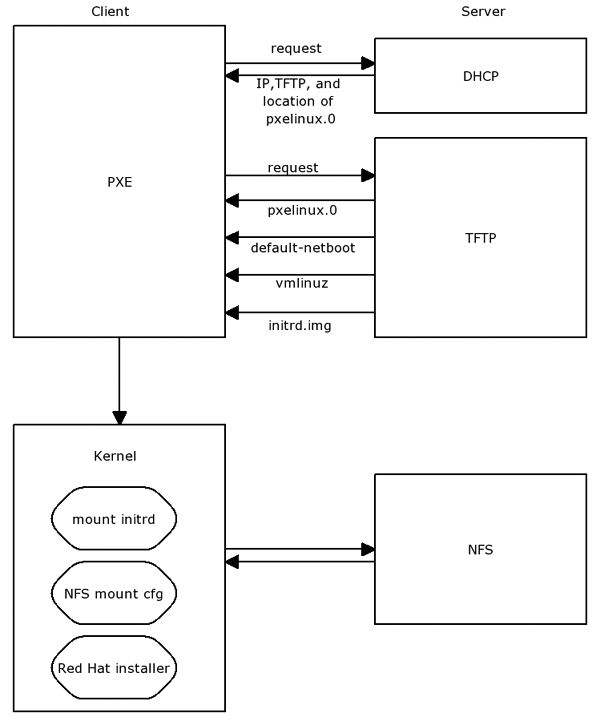 Client
Server
request
IP,TFTP, and
location of
pxelinux.0
DHCP
PXE
request
pxelinux.0
default-netboot
vmlinuz
initrd.img
TFTP
Kernel
mount initrd
NFS mount cfg
Red Hat installer
NFS